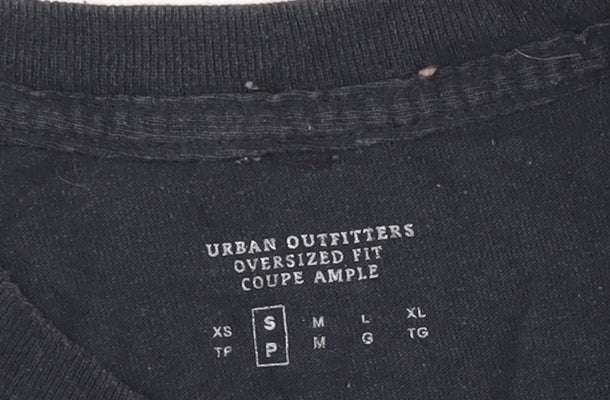 URBAN OUTFITTERS
OVERSIZED FIT
COUPE AMPLE
XS S M L XL
TP P M G TG